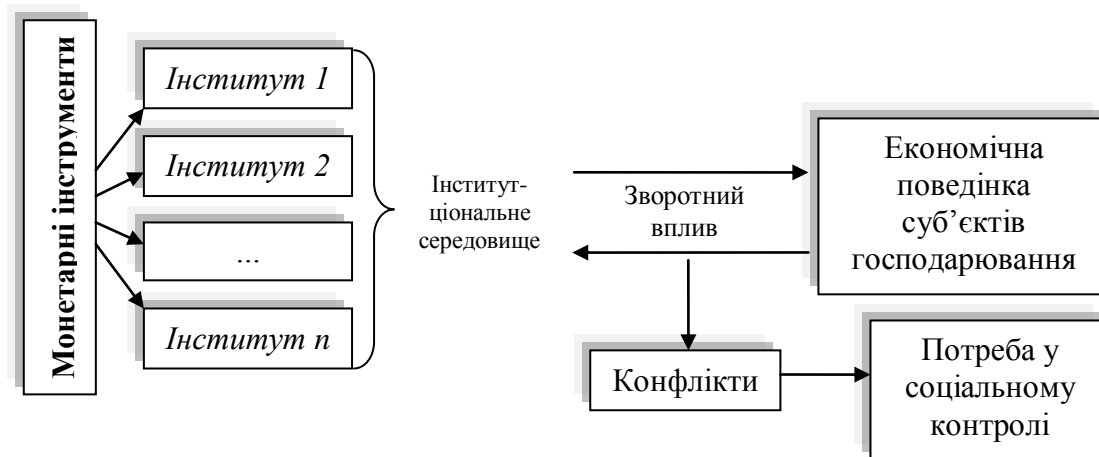 Монетарні інструменти
Інститут 1
Інститут 2
...
Інститут n
Інститут-
ціональне
середовище
Зворотний
вплив
Економічна
поведінка
суб’єктів
господарювання
Конфлікти
Потреба у
соціальному
контролі